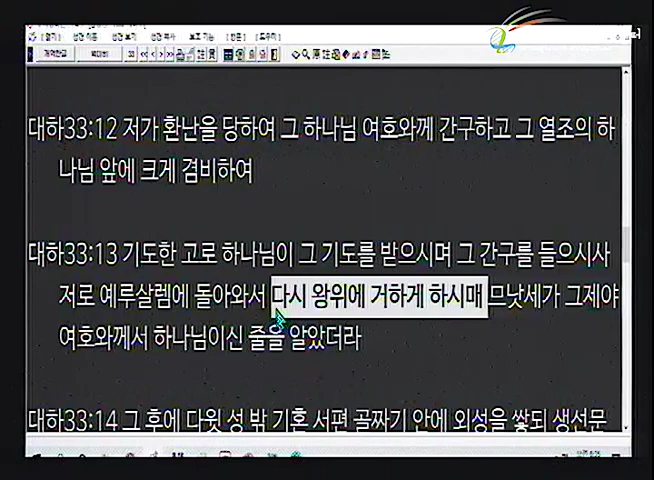 개역한글
대하33:12 저가 환난을 당하여 그 하나님 여호와께 간구하고 그 열조의 하
나님 앞에 크게 겸비하여
대하33:13 기도한 고로 하나님이 그 기도를 받으시며 그 간구를 들으시사
저로 예루살렘에 돌아와서 다시 왕위에 거하게 하시매 므낫세가 그제야
여호와께서 하나님이신 줄을 알았더라
대하33:14 그 후에 다윗 성 밖 기혼 서편 골짜기 안에 외성을 쌓되 생선문